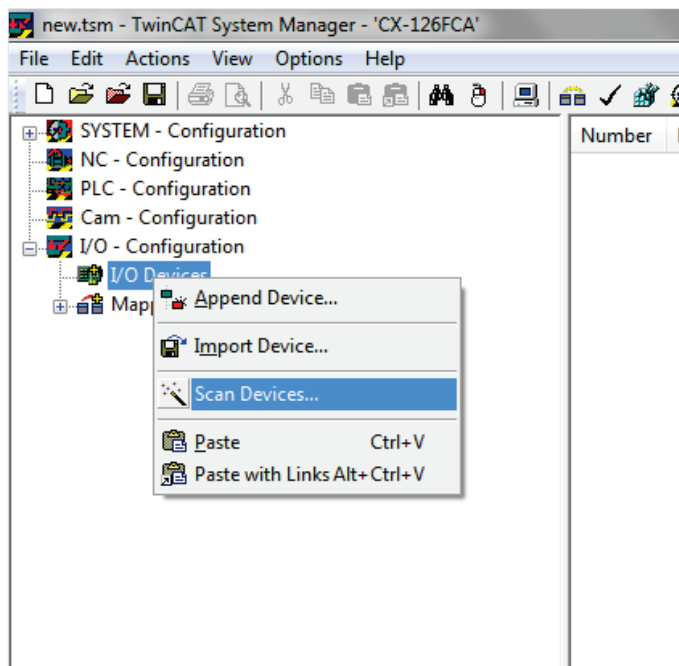 new.tsm - TwinCAT System Manager - 'CX-126FCA'
File Edit Actions View Options Help
SYSTEM - Configuration
Number
NC - Configuration
PLC - Configuration
Cam - Configuration
I/O - Configuration
I/O Devices
Append Device...
Import Device...
Scan Devices...
Paste Ctrl+V
Paste with Links Alt+Ctrl+V